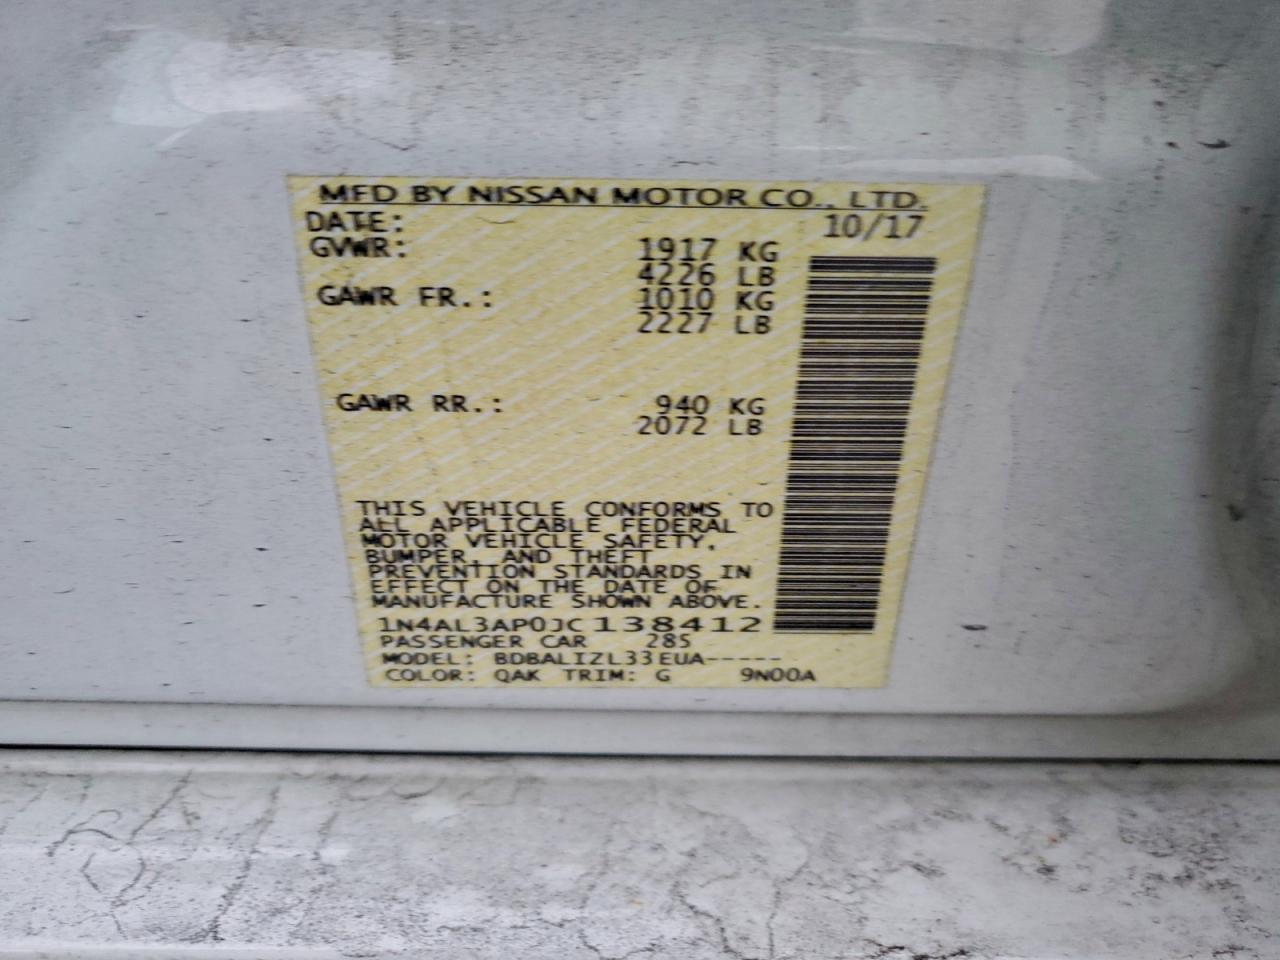 MFD BY NISSAN MOTOR CO., LTD.
DATE: 10/17
GVWR: 1917 KG
4226 LB
GAWR FR.: 1010 KG
2227 LB
GAWR RR.: 940 KG
2072 LB
THIS VEHICLE CONFORMS TO
ALL APPLICABLE FEDERAL
MOTOR VEHICLE SAFETY,
BUMPER, AND THEFT
PREVENTION STANDARDS IN
EFFECT ON THE DATE OF
MANUFACTURE SHOWN ABOVE.
1N4AL3AP0JC138412
PASSENGER CAR 285
MODEL: BDBALIZL33EUA-----
COLOR: QAK TRIM: G 9N00A